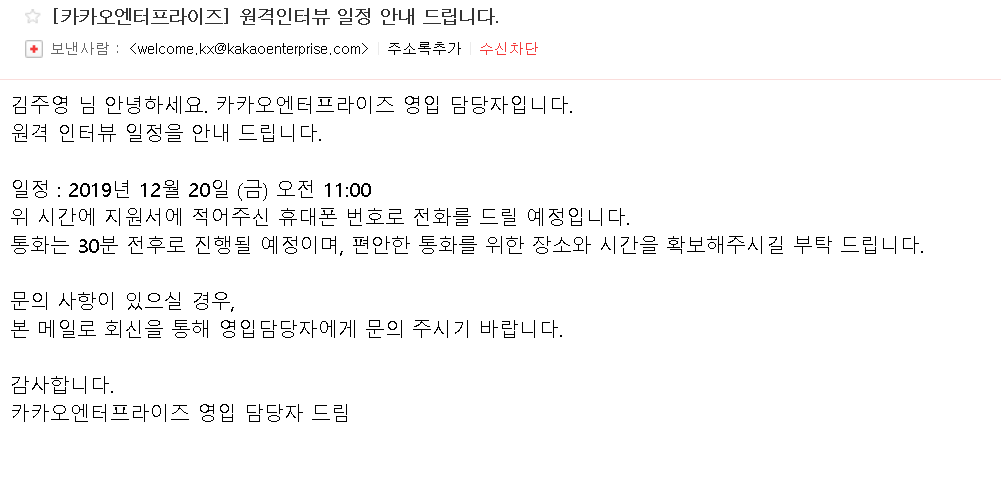 [카카오엔터프라이즈] 원격인터뷰 일정 안내 드립니다.
보낸사람 : <welcome.kx@kakaoenterprise.com> 주소록추가 수신차단
김주영 님 안녕하세요. 카카오엔터프라이즈 영입 담당자입니다.
원격 인터뷰 일정을 안내 드립니다.
일정 : 2019년 12월 20일 (금) 오전 11:00
위 시간에 지원서에 적어주신 휴대폰 번호로 전화를 드릴 예정입니다.
통화는 30분 전후로 진행될 예정이며, 편안한 통화를 위한 장소와 시간을 확보해주시길 부탁 드립니다.
문의 사항이 있으실 경우,
본 메일로 회신을 통해 영입담당자에게 문의 주시기 바랍니다.
감사합니다.
카카오엔터프라이즈 영입 담당자 드림